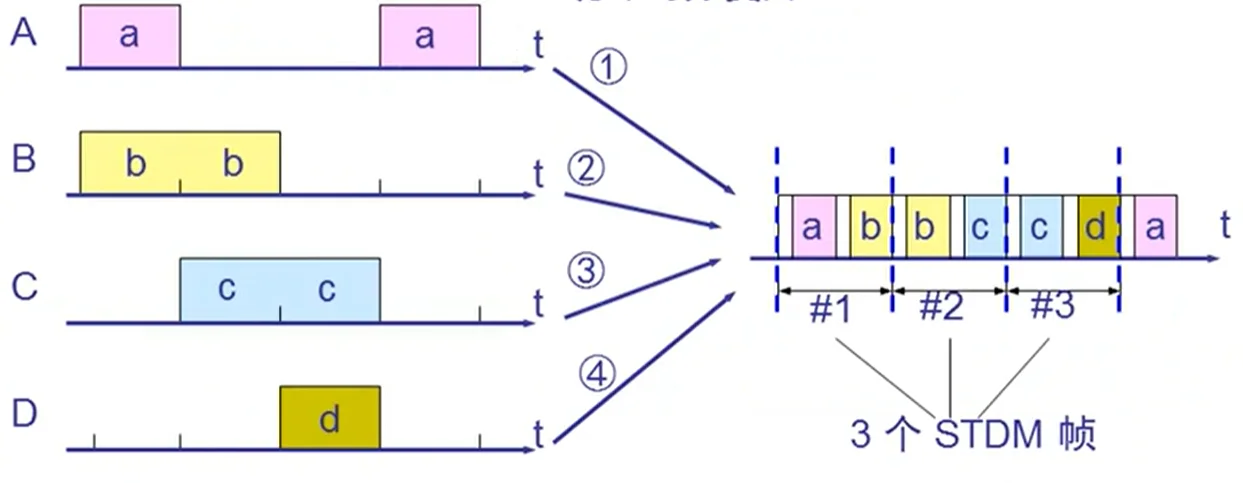 A a a t
①
B b b t
②
a b b c c d a t
C c c t
③
#1 #2 #3
D d t
④
3 个 STDM 帧